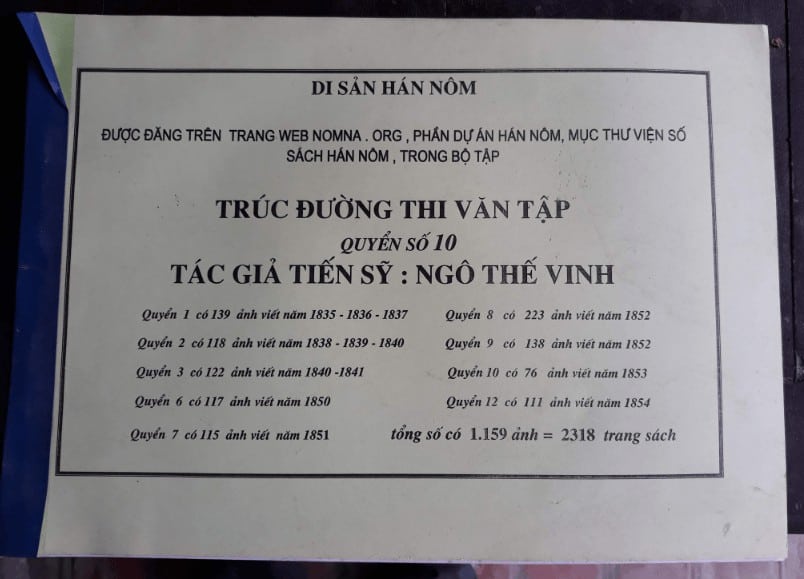 DI SẢN HÁN NÔM
ĐƯỢC ĐĂNG TRÊN TRANG WEB NOMNA . ORG , PHẦN DỰ ÁN HÁN NÔM, MỤC THƯ VIỆN SỐ
SÁCH HÁN NÔM , TRONG BỘ TẬP
TRÚC ĐƯỜNG THI VĂN TẬP
QUYỂN SỐ 10
TÁC GIẢ TIẾN SỸ : NGÔ THẾ VINH
Quyển 1 có 139 ảnh viết năm 1835 - 1836 - 1837
Quyển 2 có 118 ảnh viết năm 1838 - 1839 - 1840
Quyển 3 có 122 ảnh viết năm 1840 -1841
Quyển 6 có 117 ảnh viết năm 1850
Quyển 7 có 115 ảnh viết năm 1851
Quyển 8 có 223 ảnh viết năm 1852
Quyển 9 có 138 ảnh viết năm 1852
Quyển 10 có 76 ảnh viết năm 1853
Quyển 12 có 111 ảnh viết năm 1854
tổng số có 1.159 ảnh = 2318 trang sách